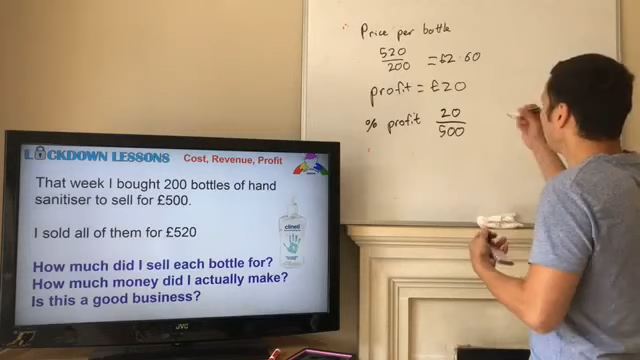 Price per bottle
520
200
= £2.60
profit = £20
% profit
20
500
LOCKDOWN LESSONS
Cost, Revenue, Profit
That week I bought 200 bottles of hand
sanitiser to sell for £500.
I sold all of them for £520
How much did I sell each bottle for?
How much money did I actually make?
Is this a good business?
clinell
JVC